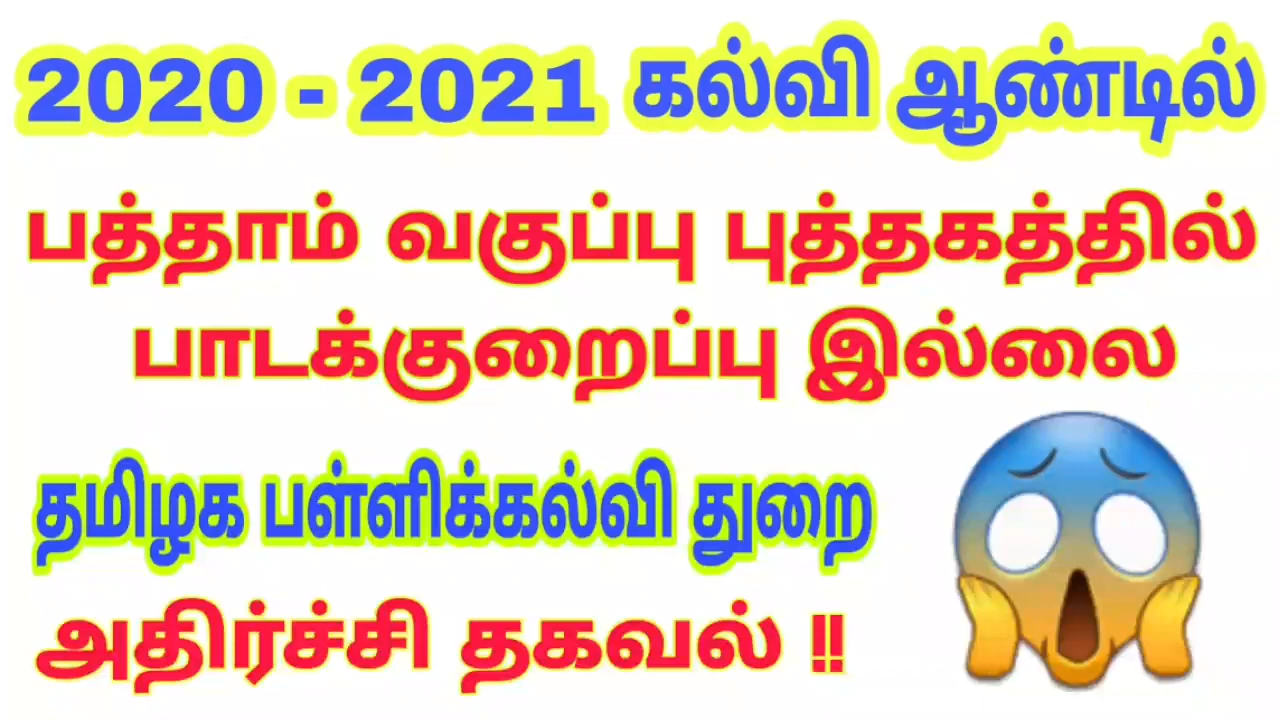 2020 - 2021 கல்வி ஆண்டில்
பத்தாம் வகுப்பு புத்தகத்தில்
பாடக்குறைப்பு இல்லை
தமிழக பள்ளிக்கல்வி துறை
அதிர்ச்சி தகவல் !!